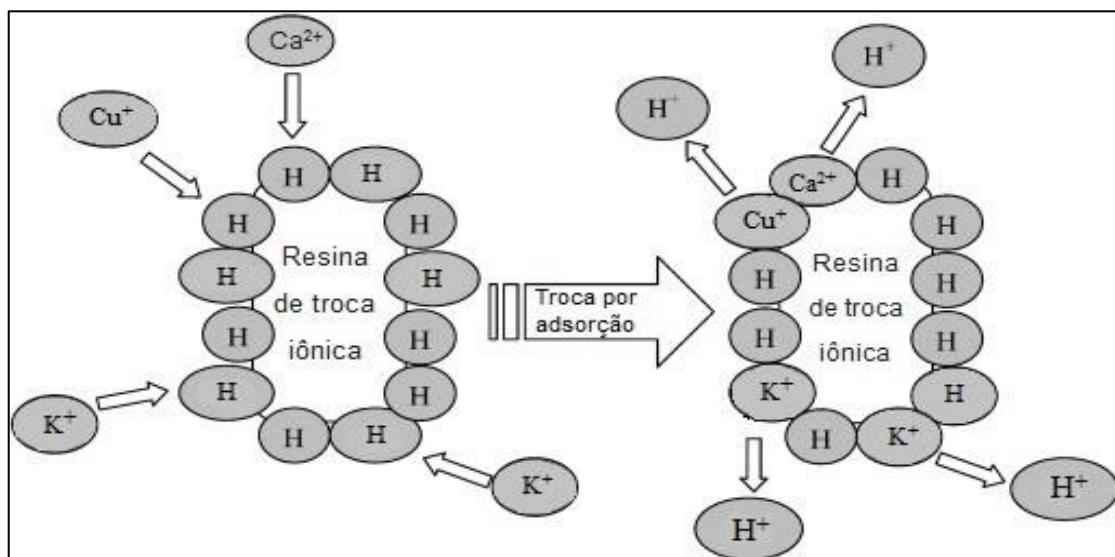 Ca²⁺
Cu⁺
H
H
H
H
H
H
H
H
H
H
H
H
Resina
de troca
iônica
K⁺
K⁺
Troca por
adsorção
H⁺
H⁺
Ca²⁺
H
Cu⁺
H
H
H
H
H
K⁺
H
H
K⁺
Resina
de troca
iônica
H⁺
H⁺